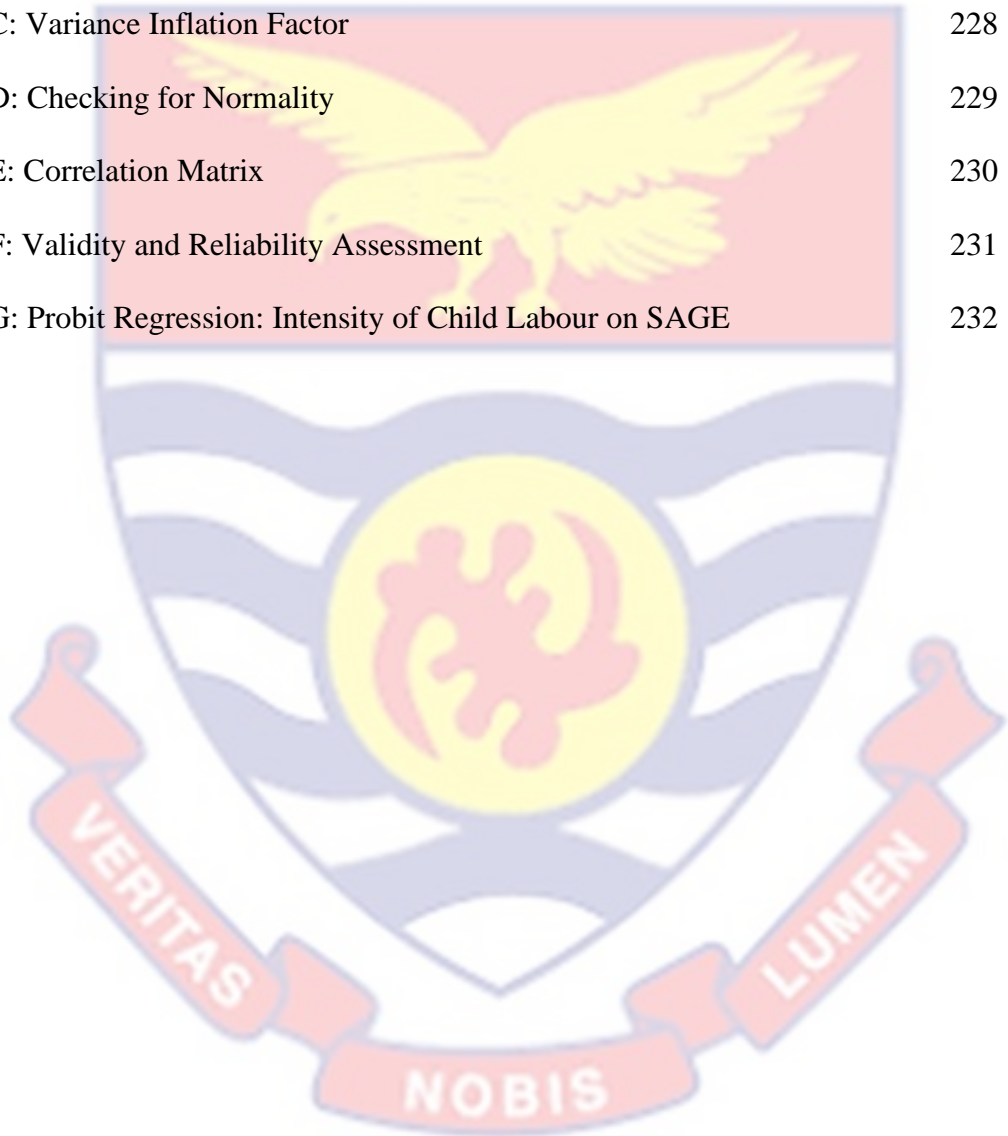 C: Variance Inflation Factor 228
D: Checking for Normality 229
E: Correlation Matrix 230
F: Validity and Reliability Assessment 231
G: Probit Regression: Intensity of Child Labour on SAGE 232
VERITAS
NOBIS
LUMEN